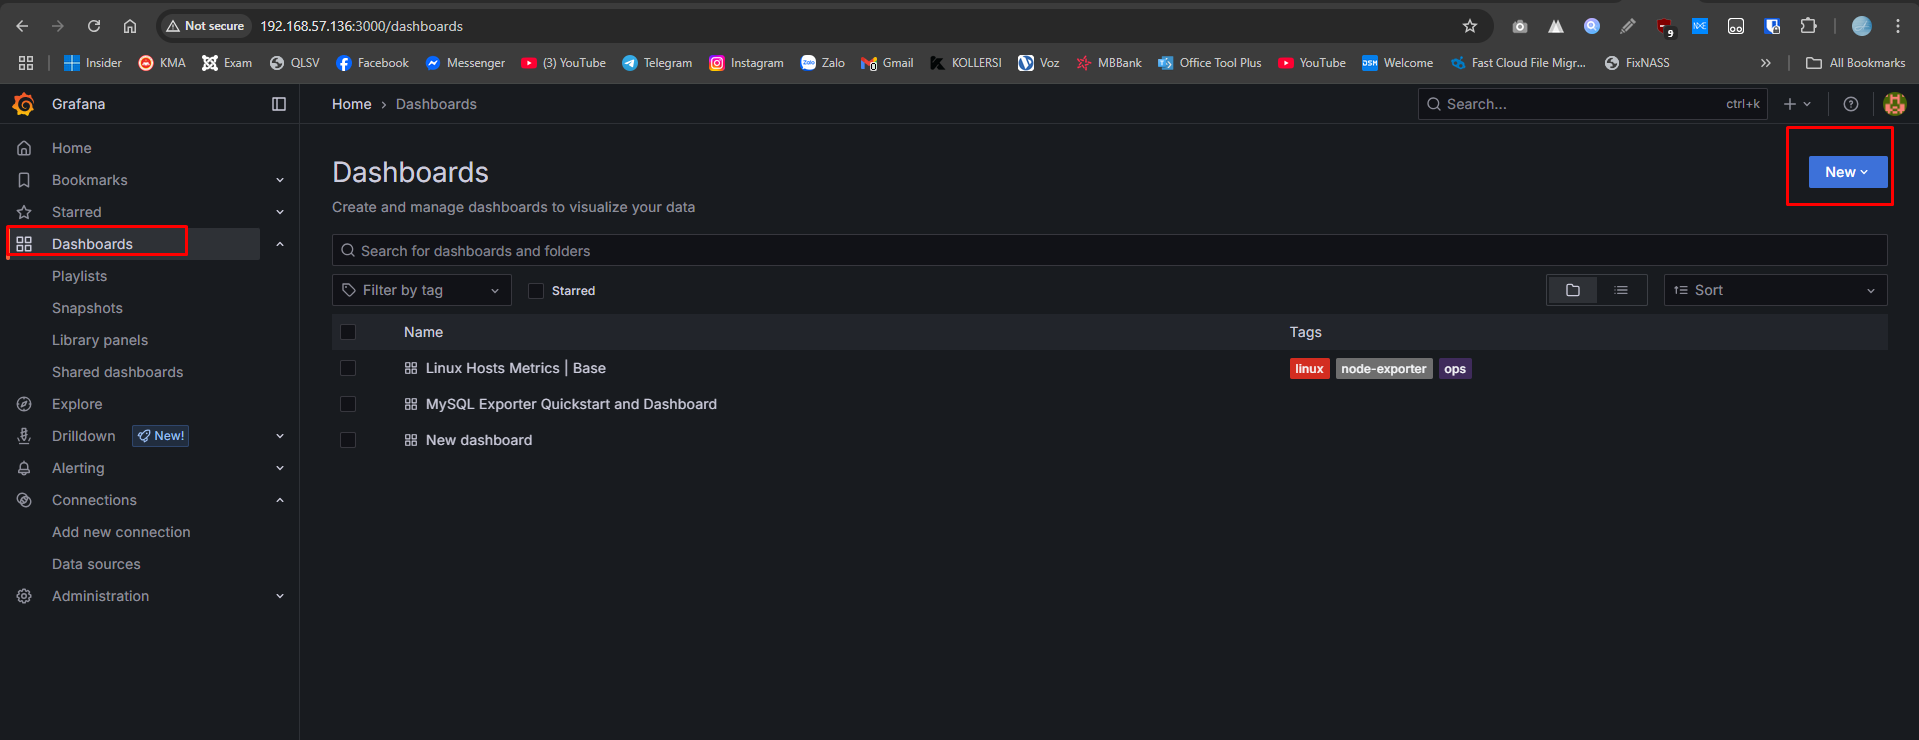 Not secure 192.168.57.136:3000/dashboards 9
Insider KMA Exam QLSV Facebook Messenger (3) YouTube Telegram Instagram Zalo Gmail KOLLERSI Voz MBBank Office Tool Plus YouTube Welcome Fast Cloud File Migr... FixNASS All Bookmarks
Grafana
Home › Dashboards
Search... ctrl+k
Home
Bookmarks
Starred
Dashboards
Playlists
Snapshots
Library panels
Shared dashboards
Explore
Drilldown New!
Alerting
Connections
Add new connection
Data sources
Administration
Dashboards
New
Create and manage dashboards to visualize your data
Search for dashboards and folders
Filter by tag Starred Sort
Name Tags
Linux Hosts Metrics | Base linux node-exporter ops
MySQL Exporter Quickstart and Dashboard
New dashboard